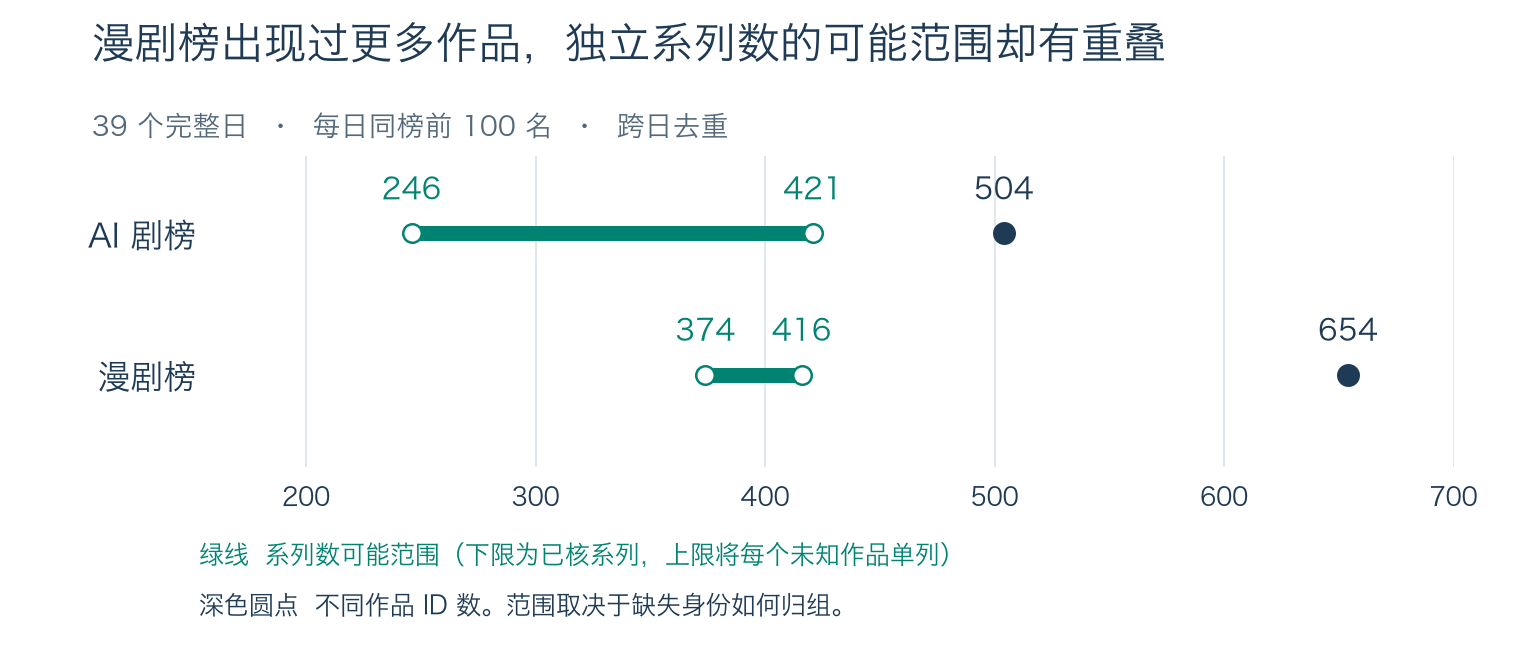 漫剧榜出现过更多作品，独立系列数的可能范围却有重叠
39 个完整日 · 每日同榜前 100 名 · 跨日去重
246 421 504
AI 剧榜
374 416 654
漫剧榜
200 300 400 500 600 700
绿线 系列数可能范围（下限为已核系列，上限将每个未知作品单列）
深色圆点 不同作品 ID 数。范围取决于缺失身份如何归组。